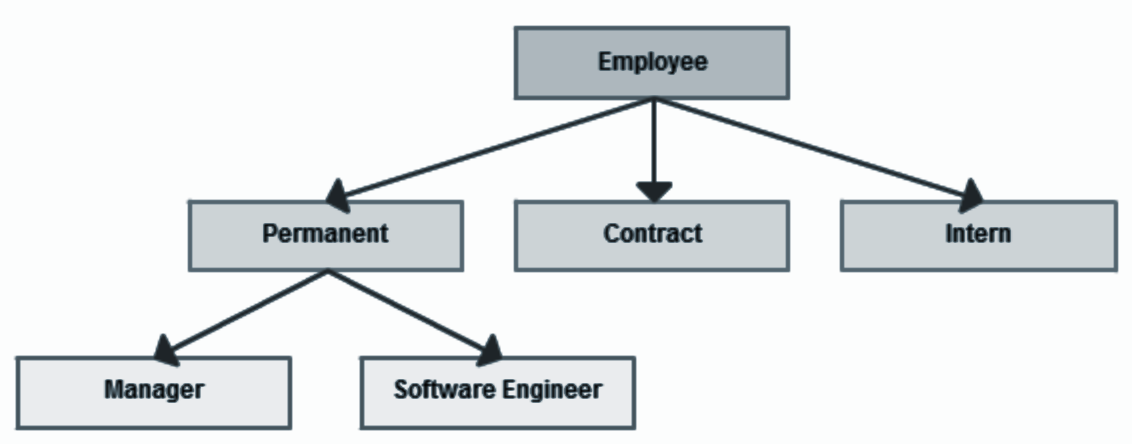 Employee
Permanent
Contract
Intern
Manager
Software Engineer